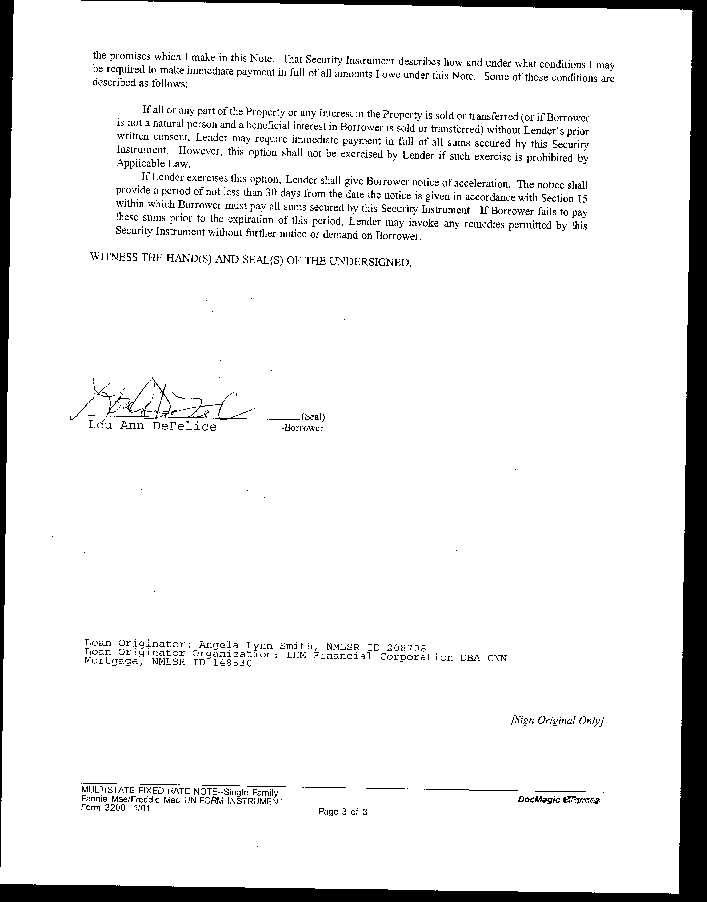 the promises which I make in this Note. That Security Instrument describes how and under what conditions I may
be required to make immediate payment in full of all amounts I owe under this Note. Some of those conditions are
described as follows:
If all or any part of the Property or any Interest in the Property is sold or transferred (or if Borrower
is not a natural person and a beneficial interest in Borrower is sold or transferred) without Lender's prior
written consent, Lender may require immediate payment in full of all sums secured by this Security
Instrument. However, this option shall not be exercised by Lender if such exercise is prohibited by
Applicable Law.
If Lender exercises this option, Lender shall give Borrower notice of acceleration. The notice shall
provide a period of not less than 30 days from the date the notice is given in accordance with Section 15
within which Borrower must pay all sums secured by this Security Instrument. If Borrower fails to pay
these sums prior to the expiration of this period, Lender may invoke any remedies permitted by this
Security Instrument without further notice or demand on Borrower.
WITNESS THE HAND(S) AND SEAL(S) OF THE UNDERSIGNED.
(Seal)
Lou Ann DeFelice -Borrower
Loan Originator: Angela Lynn Smith, NMLSR ID
Loan Originator Organization: Financial Corporation DBA CNN
Mortgage, NMLSR ID
[Sign Original Only]
MULTISTATE FIXED RATE NOTE--Single Family
Fannie Mae/Freddie Mac UNIFORM INSTRUMENT
Form 3200 1/01
Page 3 of 3
DocMagic